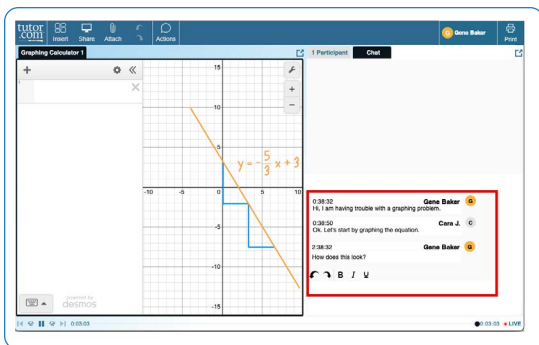 tutor
.com
Insert
Share
Attach
Actions
G
Gene Baker
Print
Graphing Calculator 1
1 Participant
Chat
1
15
10
5
-10
-5
0
5
10
-5
-10
-15
y = -5/3 x + 3
powered by
desmos
0:38:32 Gene Baker G
Hi, I am having trouble with a graphing problem.
0:38:50 Cara J. C
Ok. Let's start by graphing the equation.
2:38:32 Gene Baker G
How does this look?
B I U
0:03:03
0:03:03 LIVE